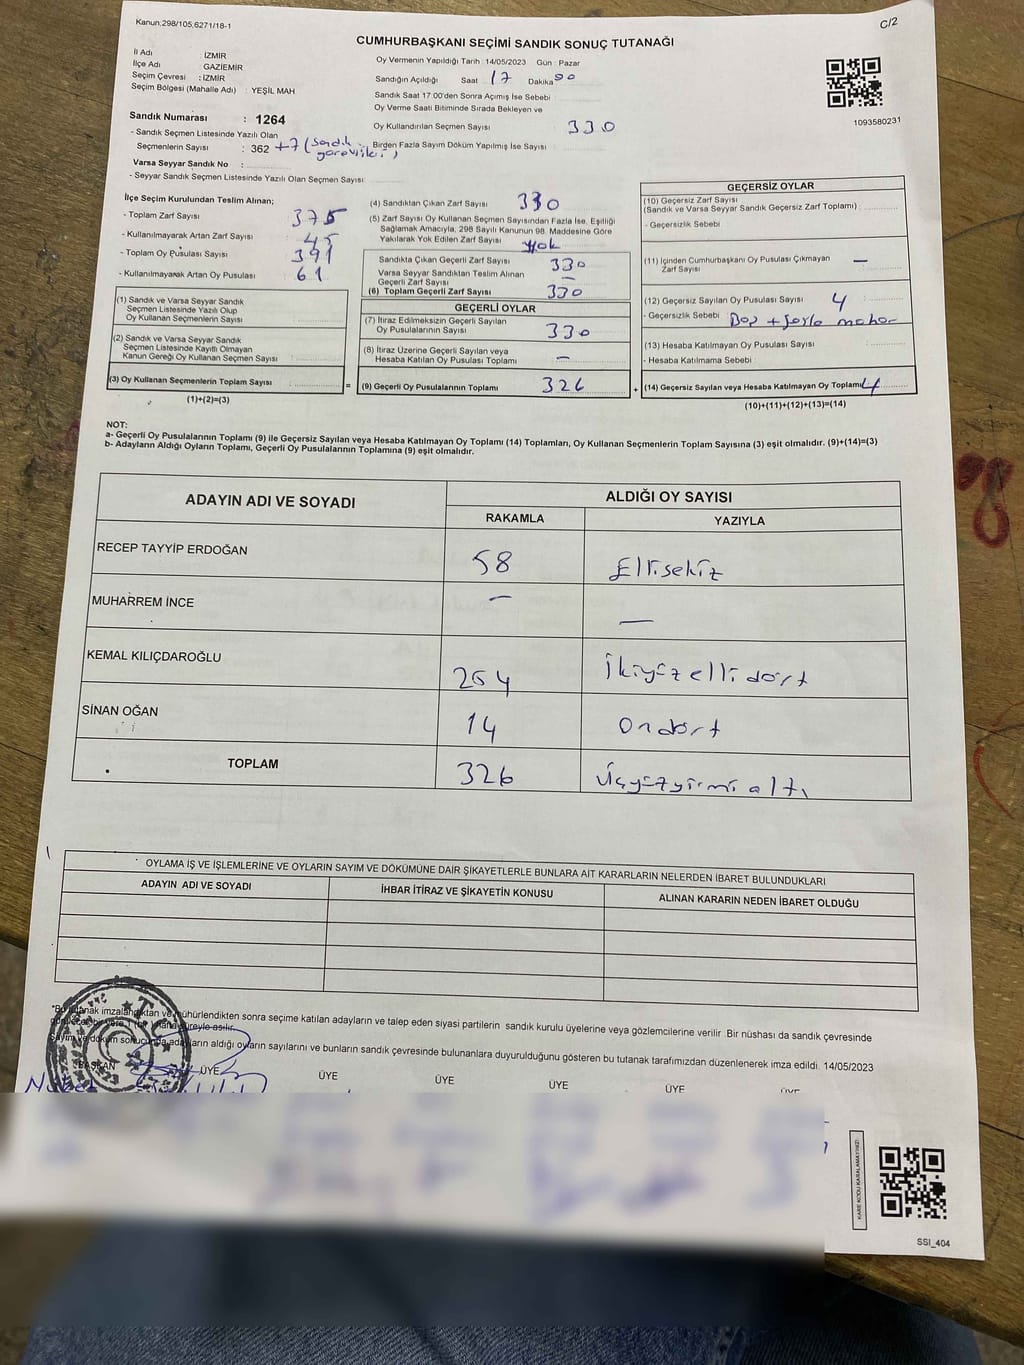 Kanun:298/105,6271/18-1
C/2
CUMHURBAŞKANI SEÇİMİ SANDIK SONUÇ TUTANAĞI
İl Adı : İZMİR
İlçe Adı : GAZİEMİR
Seçim Çevresi : İZMİR
Seçim Bölgesi (Mahalle Adı) : YEŞİL MAH
Sandık Numarası : 1264
- Sandık Seçmen Listesinde Yazılı Olan
Seçmenlerin Sayısı : 362 +7 (sandık görevlileri)
Varsa Seyyar Sandık No :
- Seyyar Sandık Seçmen Listesinde Yazılı Olan Seçmen Sayısı:
Oy Vermenin Yapıldığı Tarih : 14/05/2023 Gün : Pazar
Sandığın Açıldığı Saat 17 Dakika 00
Sandık Saat 17:00'den Sonra Açımış İse Sebebi
Oy Verme Saati Bitiminde Sırada Bekleyen ve
Oy Kullandırılan Seçmen Sayısı 330
Birden Fazla Sayım Döküm Yapılmış İse Sayısı
1093580231
İlçe Seçim Kurulundan Teslim Alınan;
- Toplam Zarf Sayısı 375
- Kullanılmayarak Artan Zarf Sayısı 45
- Toplam Oy Pusulası Sayısı 391
- Kullanılmayarak Artan Oy Pusulası 61
(1) Sandık ve Varsa Seyyar Sandık
Seçmen Listesinde Yazılı Olup
Oy Kullanan Seçmenlerin Sayısı
(2) Sandık ve Varsa Seyyar Sandık
Seçmen Listesinde Kayıtlı Olmayan
Kanun Gereği Oy Kullanan Seçmen Sayısı
(3) Oy Kullanan Seçmenlerin Toplam Sayısı =
(1)+(2)=(3)
(4) Sandıktan Çıkan Zarf Sayısı 330
(5) Zarf Sayısı Oy Kullanan Seçmen Sayısından Fazla İse, Eşitliği
Sağlamak Amacıyla, 298 Sayılı Kanunun 98. Maddesine Göre
Yakılarak Yok Edilen Zarf Sayısı yok
Sandıkta Çıkan Geçerli Zarf Sayısı 330
Varsa Seyyar Sandıktan Teslim Alınan
Geçerli Zarf Sayısı —
(6) Toplam Geçerli Zarf Sayısı 330
GEÇERLİ OYLAR
(7) İtiraz Edilmeksizin Geçerli Sayılan
Oy Pusulalarının Sayısı 330
(8) İtiraz Üzerine Geçerli Sayılan veya
Hesaba Katılan Oy Pusulası Toplamı —
(9) Geçerli Oy Pusulalarının Toplamı 326 +
GEÇERSİZ OYLAR
(10) Geçersiz Zarf Sayısı
(Sandık ve Varsa Seyyar Sandık Geçersiz Zarf Toplamı)
- Geçersizlik Sebebi
(11) İçinden Cumhurbaşkanı Oy Pusulası Çıkmayan —
Zarf Sayısı
(12) Geçersiz Sayılan Oy Pusulası Sayısı 4
- Geçersizlik Sebebi
(13) Hesaba Katılmayan Oy Pusulası Sayısı
- Hesaba Katılmama Sebebi
(14) Geçersiz Sayılan veya Hesaba Katılmayan Oy Toplamı 4
(10)+(11)+(12)+(13)=(14)
NOT:
a- Geçerli Oy Pusulalarının Toplamı (9) ile Geçersiz Sayılan veya Hesaba Katılmayan Oy Toplamı (14) Toplamları, Oy Kullanan Seçmenlerin Toplam Sayısına (3) eşit olmalıdır. (9)+(14)=(3)
b- Adayların Aldığı Oyların Toplamı, Geçerli Oy Pusulalarının Toplamına (9) eşit olmalıdır.
ADAYIN ADI VE SOYADI ALDIĞI OY SAYISI
RAKAMLA YAZIYLA
RECEP TAYYİP ERDOĞAN 58 Ellisekiz
MUHARREM İNCE — —
KEMAL KILIÇDAROĞLU 254 İkiyüzellidört
SİNAN OĞAN 14 Ondört
TOPLAM 326 Üçyüzyirmialtı
OYLAMA İŞ VE İŞLEMLERİNE VE OYLARIN SAYIM VE DÖKÜMÜNE DAİR ŞİKAYETLERLE BUNLARA AİT KARARLARIN NELERDEN İBARET BULUNDUKLARI
ADAYIN ADI VE SOYADI İHBAR İTİRAZ VE ŞİKAYETİN KONUSU ALINAN KARARIN NEDEN İBARET OLDUĞU
*Bu tutanak imzalandıktan ve mühürlendikten sonra seçime katılan adayların ve talep eden siyasi partilerin sandık kurulu üyelerine veya gözlemcilerine verilir. Bir nüshası da sandık çevresinde
süreyle asılır.
Sayım ve döküm sonucunda adayların aldığı oyların sayılarını ve bunların sandık çevresinde bulunanlara duyurulduğunu gösteren bu tutanak tarafımızdan düzenlenerek imza edildi. 14/05/2023
BAŞKAN ÜYE ÜYE ÜYE ÜYE ÜYE ÜYE
T.C.
KARE KODU KARALAMAYINIZ!
SSI_404